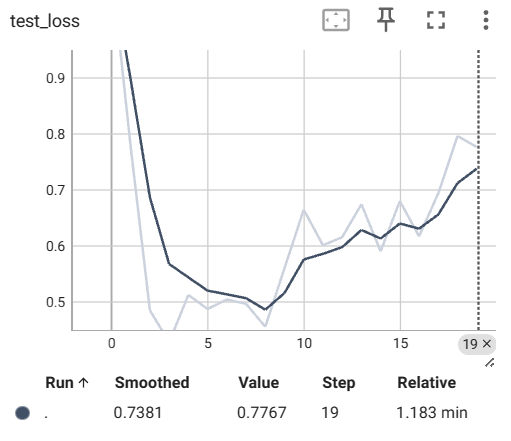 test_loss
0.9
0.8
0.7
0.6
0.5
0 5 10 15 19 ×
Run ↑ Smoothed Value Step Relative
. 0.7381 0.7767 19 1.183 min